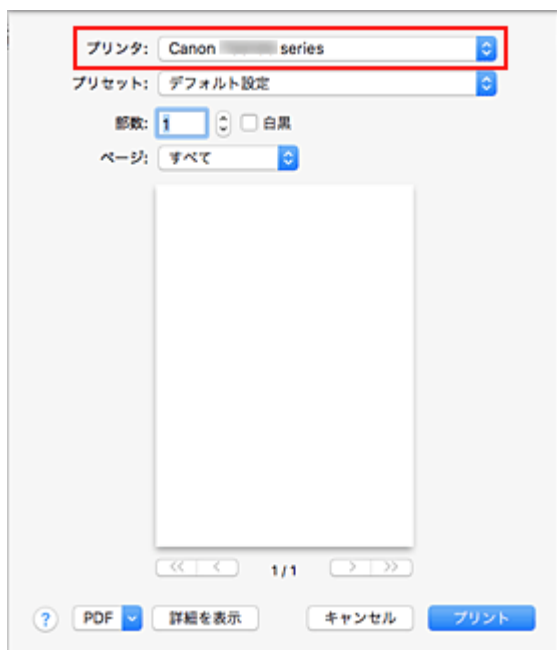 プリンタ: Canon series
プリセット: デフォルト設定
部数: 1 白黒
ページ: すべて
<< < 1 / 1 > >>
? PDF 詳細を表示 キャンセル プリント